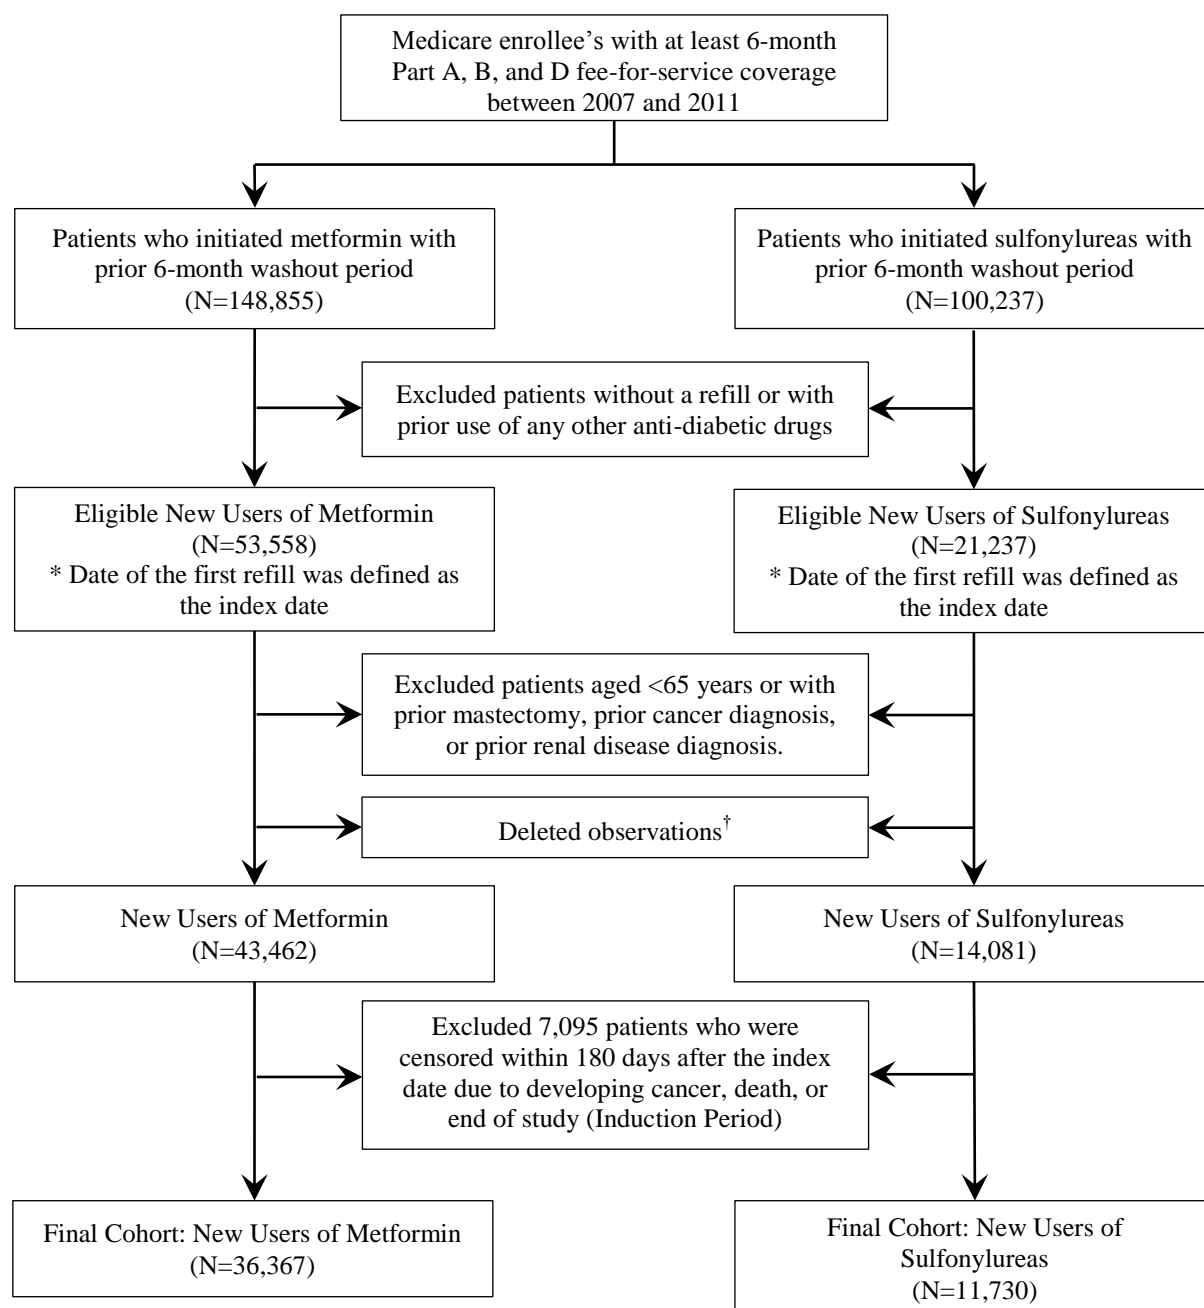 Medicare enrollee's with at least 6-month
Part A, B, and D fee-for-service coverage
between 2007 and 2011
Patients who initiated metformin with
prior 6-month washout period
(N=148,855)
Patients who initiated sulfonylureas with
prior 6-month washout period
(N=100,237)
Excluded patients without a refill or with
prior use of any other anti-diabetic drugs
Eligible New Users of Metformin
(N=53,558)
* Date of the first refill was defined as
the index date
Eligible New Users of Sulfonylureas
(N=21,237)
* Date of the first refill was defined as
the index date
Excluded patients aged <65 years or with
prior mastectomy, prior cancer diagnosis,
or prior renal disease diagnosis.
Deleted observations†
New Users of Metformin
(N=43,462)
New Users of Sulfonylureas
(N=14,081)
Excluded 7,095 patients who were
censored within 180 days after the index
date due to developing cancer, death, or
end of study (Induction Period)
Final Cohort: New Users of Metformin
(N=36,367)
Final Cohort: New Users of
Sulfonylureas
(N=11,730)